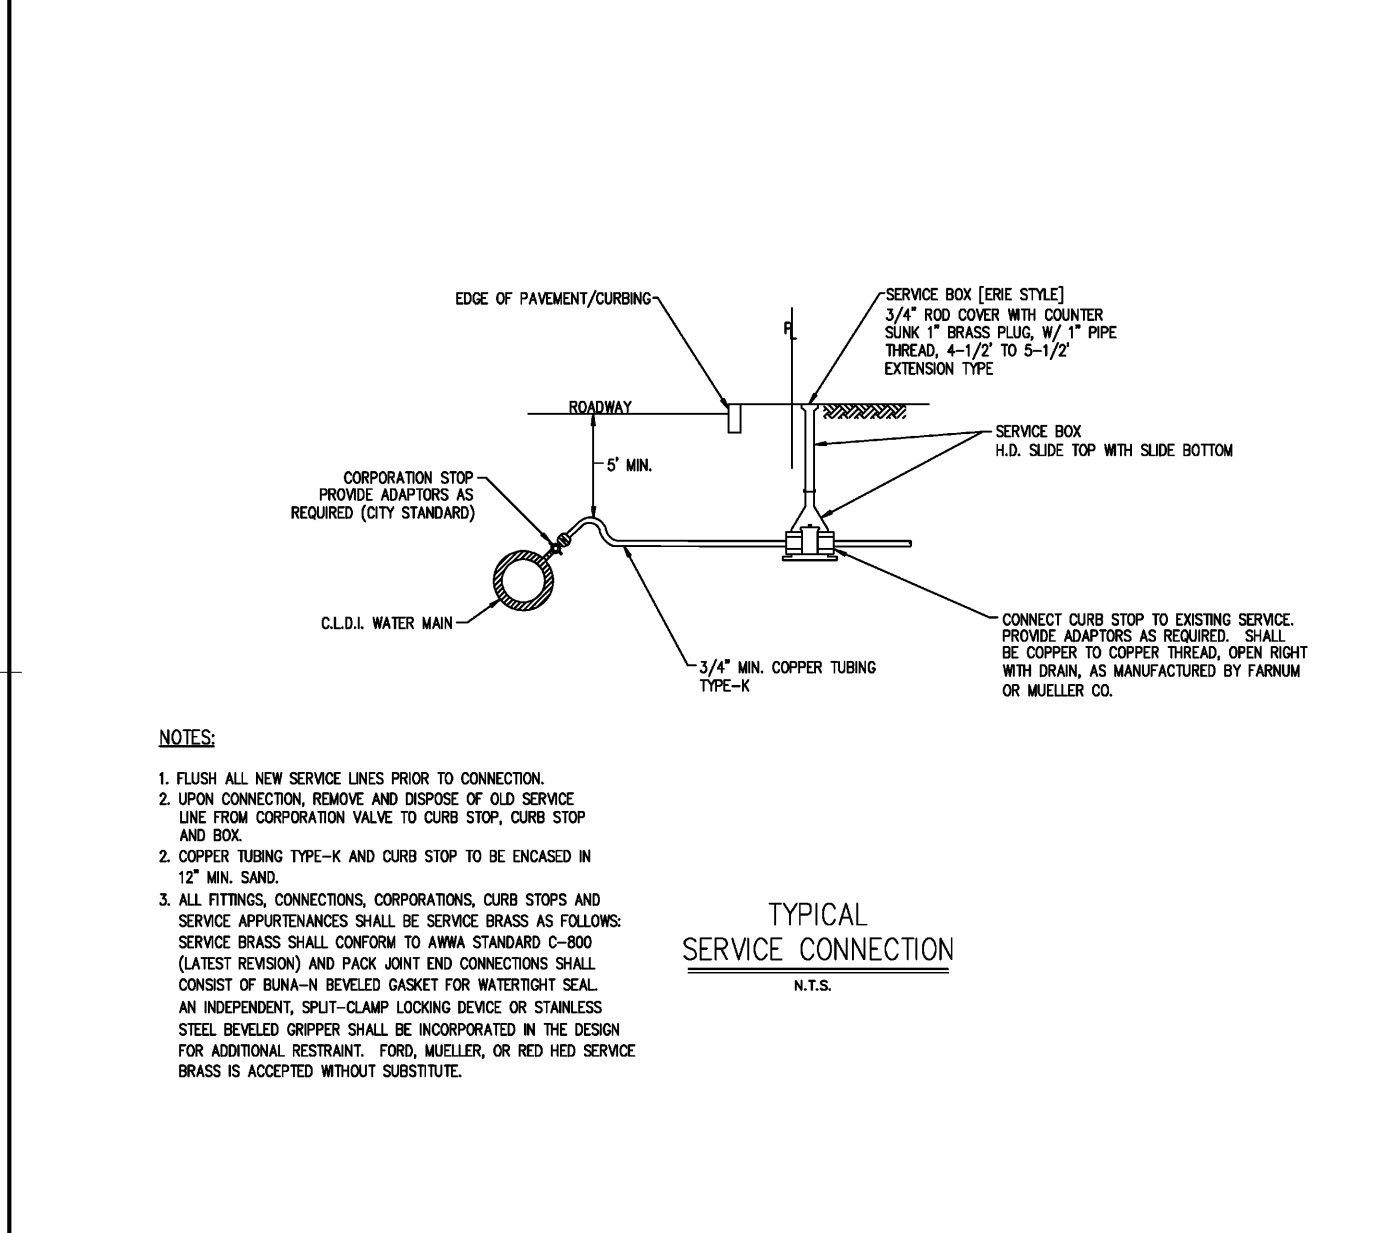 EDGE OF PAVEMENT/CURBING
SERVICE BOX [ERIE STYLE]
3/4" ROD COVER WITH COUNTER
SUNK 1" BRASS PLUG, W/ 1" PIPE
THREAD, 4-1/2' TO 5-1/2'
EXTENSION TYPE
PL
ROADWAY
SERVICE BOX
H.D. SLIDE TOP WITH SLIDE BOTTOM
5' MIN.
CORPORATION STOP
PROVIDE ADAPTORS AS
REQUIRED (CITY STANDARD)
C.L.D.I. WATER MAIN
CONNECT CURB STOP TO EXISTING SERVICE.
PROVIDE ADAPTORS AS REQUIRED. SHALL
BE COPPER TO COPPER THREAD, OPEN RIGHT
WITH DRAIN, AS MANUFACTURED BY FARNUM
OR MUELLER CO.
3/4" MIN. COPPER TUBING
TYPE-K
NOTES:
1. FLUSH ALL NEW SERVICE LINES PRIOR TO CONNECTION.
2. UPON CONNECTION, REMOVE AND DISPOSE OF OLD SERVICE
LINE FROM CORPORATION VALVE TO CURB STOP, CURB STOP
AND BOX.
2. COPPER TUBING TYPE-K AND CURB STOP TO BE ENCASED IN
12" MIN. SAND.
3. ALL FITTINGS, CONNECTIONS, CORPORATIONS, CURB STOPS AND
SERVICE APPURTENANCES SHALL BE SERVICE BRASS AS FOLLOWS:
SERVICE BRASS SHALL CONFORM TO AWWA STANDARD C-800
(LATEST REVISION) AND PACK JOINT END CONNECTIONS SHALL
CONSIST OF BUNA-N BEVELED GASKET FOR WATERTIGHT SEAL.
AN INDEPENDENT, SPLIT-CLAMP LOCKING DEVICE OR STAINLESS
STEEL BEVELED GRIPPER SHALL BE INCORPORATED IN THE DESIGN
FOR ADDITIONAL RESTRAINT. FORD, MUELLER, OR RED HED SERVICE
BRASS IS ACCEPTED WITHOUT SUBSTITUTE.
TYPICAL
SERVICE CONNECTION
N.T.S.